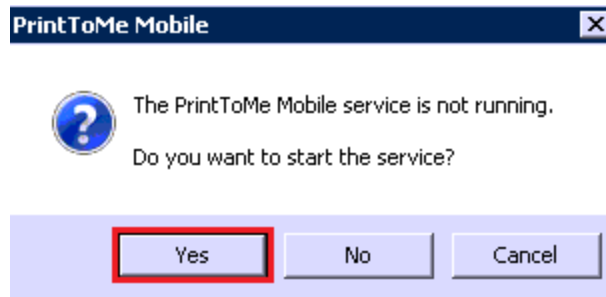 PrintToMe Mobile
The PrintToMe Mobile service is not running.
Do you want to start the service?
Yes No Cancel